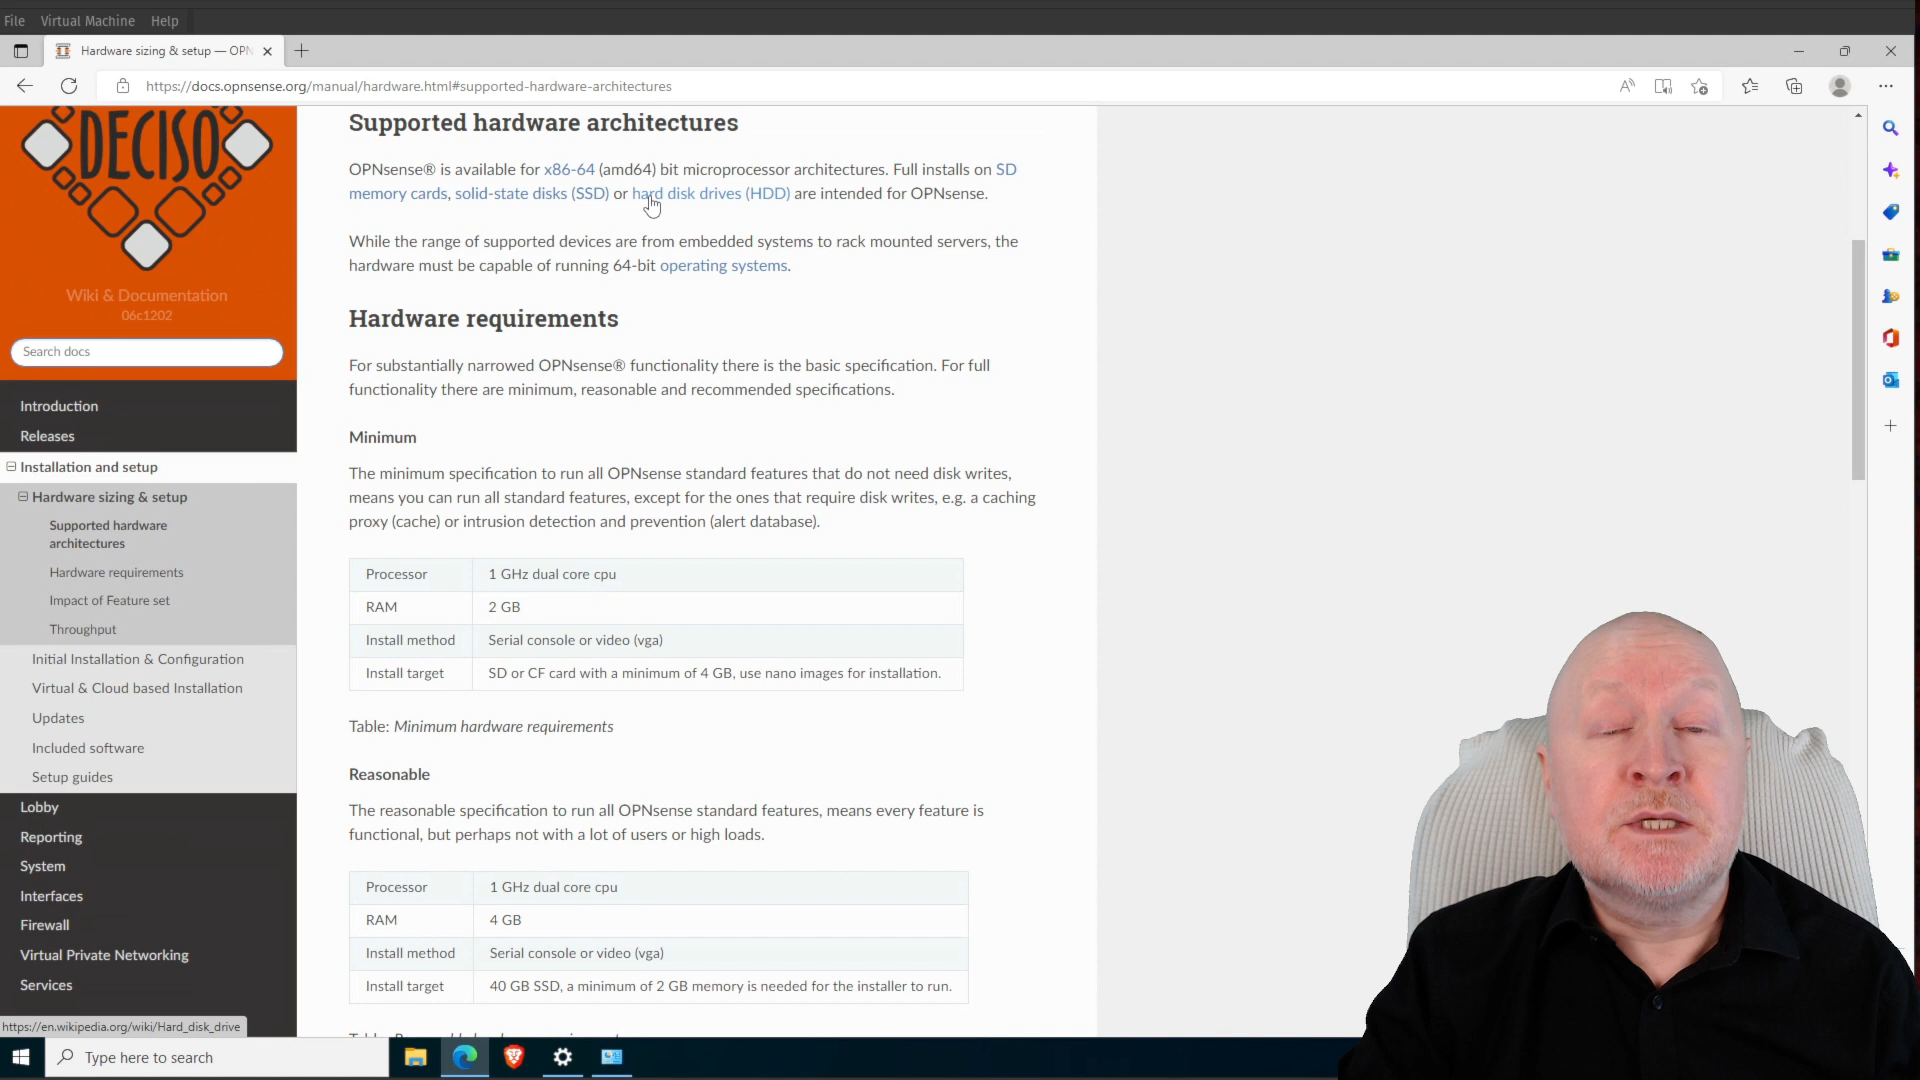 File Virtual Machine Help
Hardware sizing & setup — OPN
https://docs.opnsense.org/manual/hardware.html#supported-hardware-architectures
DECISO
Wiki & Documentation
06c1202
Search docs
Introduction
Releases
Installation and setup
Hardware sizing & setup
Supported hardware
architectures
Hardware requirements
Impact of Feature set
Throughput
Initial Installation & Configuration
Virtual & Cloud based Installation
Updates
Included software
Setup guides
Lobby
Reporting
System
Interfaces
Firewall
Virtual Private Networking
Services
https://en.wikipedia.org/wiki/Hard_disk_drive
Supported hardware architectures
OPNsense® is available for x86-64 (amd64) bit microprocessor architectures. Full installs on SD
memory cards, solid-state disks (SSD) or hard disk drives (HDD) are intended for OPNsense.
While the range of supported devices are from embedded systems to rack mounted servers, the
hardware must be capable of running 64-bit operating systems.
Hardware requirements
For substantially narrowed OPNsense® functionality there is the basic specification. For full
functionality there are minimum, reasonable and recommended specifications.
Minimum
The minimum specification to run all OPNsense standard features that do not need disk writes,
means you can run all standard features, except for the ones that require disk writes, e.g. a caching
proxy (cache) or intrusion detection and prevention (alert database).
Processor 1 GHz dual core cpu
RAM 2 GB
Install method Serial console or video (vga)
Install target SD or CF card with a minimum of 4 GB, use nano images for installation.
Table: Minimum hardware requirements
Reasonable
The reasonable specification to run all OPNsense standard features, means every feature is
functional, but perhaps not with a lot of users or high loads.
Processor 1 GHz dual core cpu
RAM 4 GB
Install method Serial console or video (vga)
Install target 40 GB SSD, a minimum of 2 GB memory is needed for the installer to run.
Type here to search